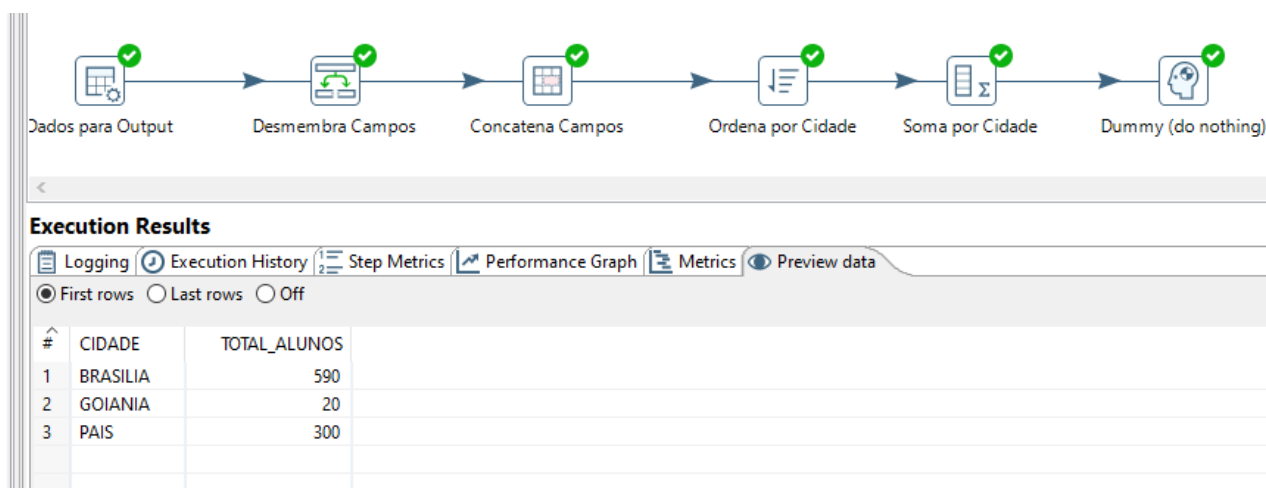 Dados para Output Desmembra Campos Concatena Campos Ordena por Cidade Soma por Cidade Dummy (do nothing)
Execution Results
Logging Execution History Step Metrics Performance Graph Metrics Preview data
First rows Last rows Off
# CIDADE TOTAL_ALUNOS
1 BRASILIA 590
2 GOIANIA 20
3 PAIS 300